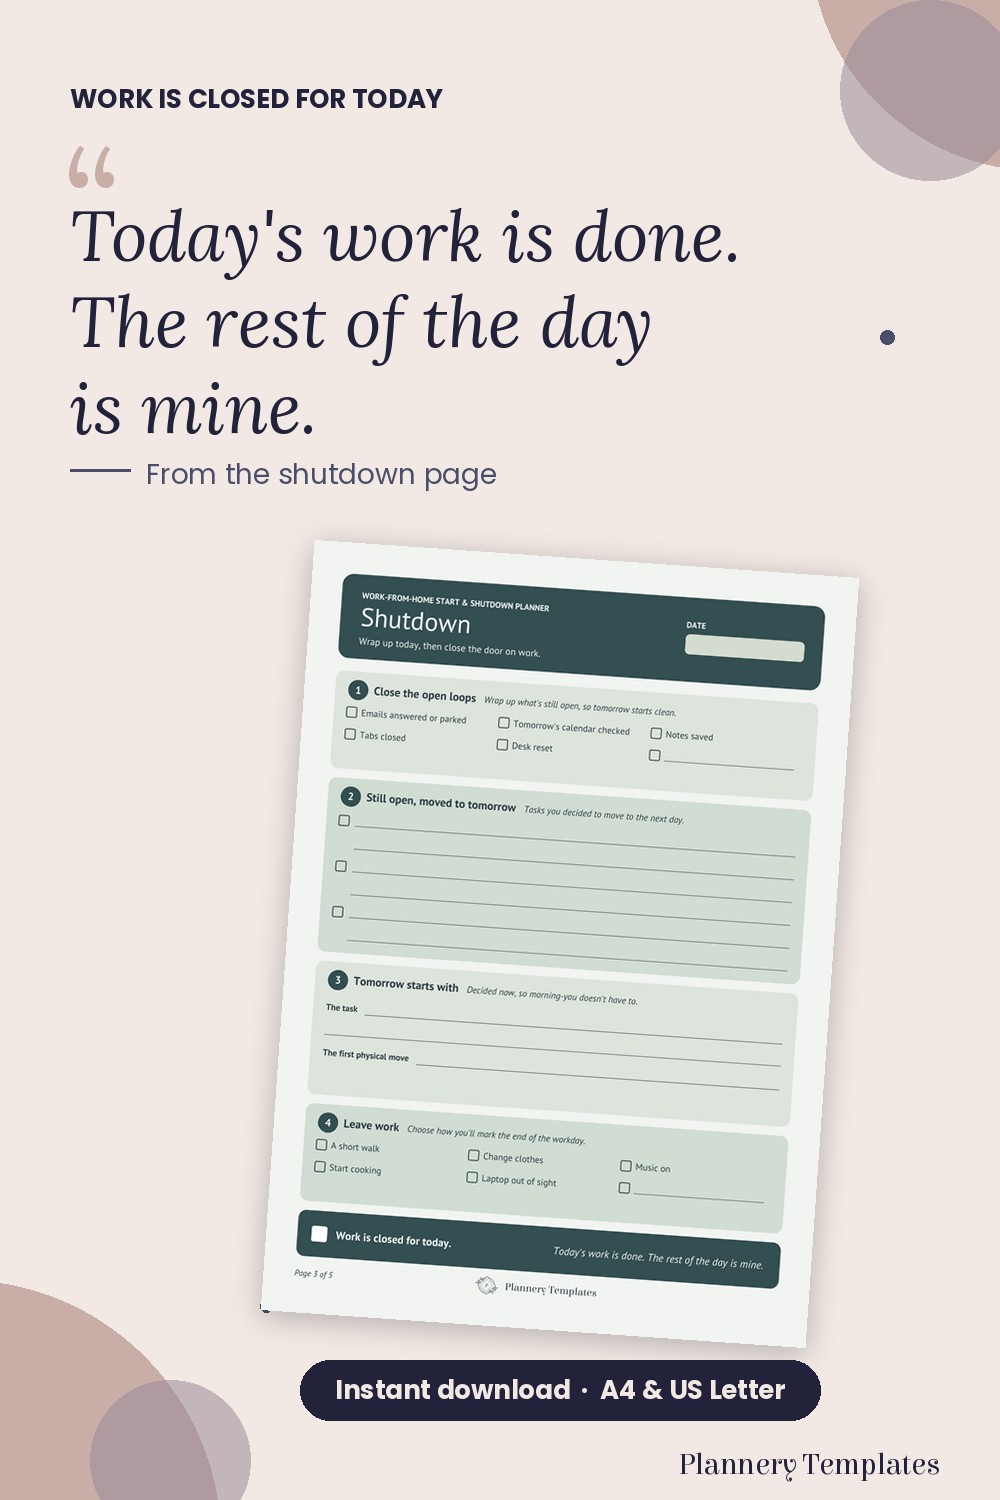 WORK IS CLOSED FOR TODAY
“
Today's work is done.
The rest of the day
is mine.
From the shutdown page
WORK-FROM-HOME START & SHUTDOWN PLANNER
Shutdown
Wrap up today, then close the door on work.
DATE
1 Close the open loops Wrap up what's still open, so tomorrow starts clean.
Emails answered or parked Tomorrow's calendar checked Notes saved
Tabs closed Desk reset
2 Still open, moved to tomorrow Tasks you decided to move to the next day.
3 Tomorrow starts with Decided now, so morning-you doesn't have to.
The task
The first physical move
4 Leave work Choose how you'll mark the end of the workday.
A short walk Change clothes Music on
Start cooking Laptop out of sight
Work is closed for today. Today's work is done. The rest of the day is mine.
Page 3 of 5 Plannery Templates
Instant download · A4 & US Letter
Plannery Templates